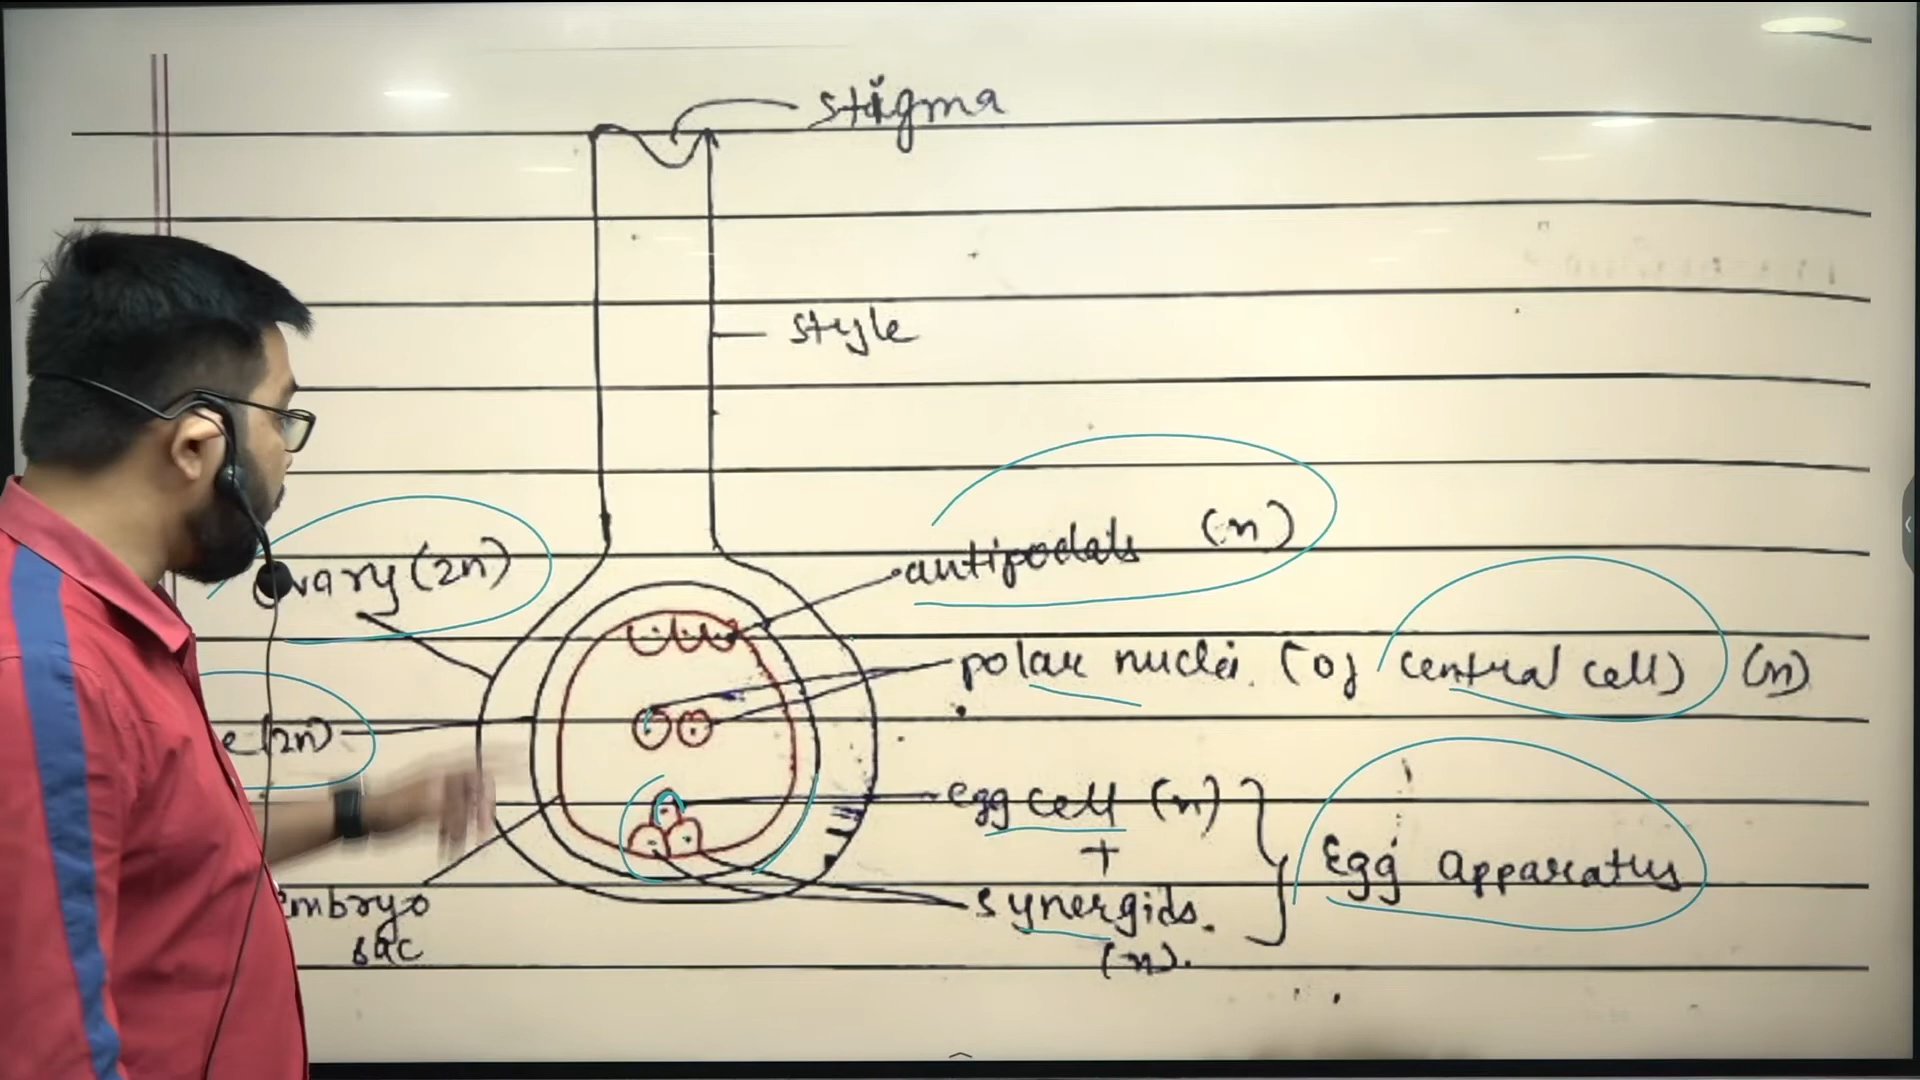 stigma
style
ovary (2n)
antipodals (n)
polar nuclei (of central cell) (n)
e (2n)
egg cell (n)
+
Egg apparatus
synergids.
(n).
embryo
sac